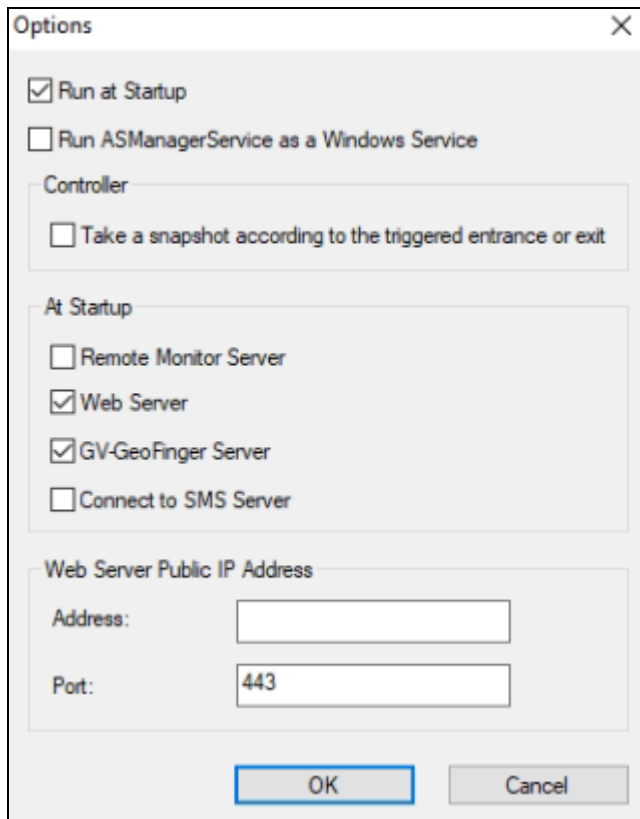 Options
Run at Startup
Run ASManagerService as a Windows Service
Controller
Take a snapshot according to the triggered entrance or exit
At Startup
Remote Monitor Server
Web Server
GV-GeoFinger Server
Connect to SMS Server
Web Server Public IP Address
Address:
Port: 443
OK Cancel